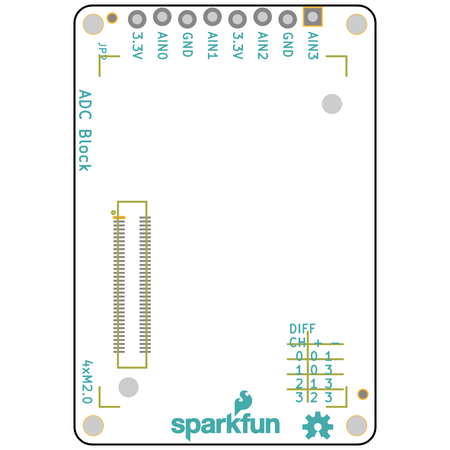 JP2
3.3V
AIN0
GND
AIN1
3.3V
AIN2
GND
AIN3
ADC Block
4xM2.0
DIFF
CH + -
0 0 1
1 0 3
2 1 3
3 2 3
sparkfun